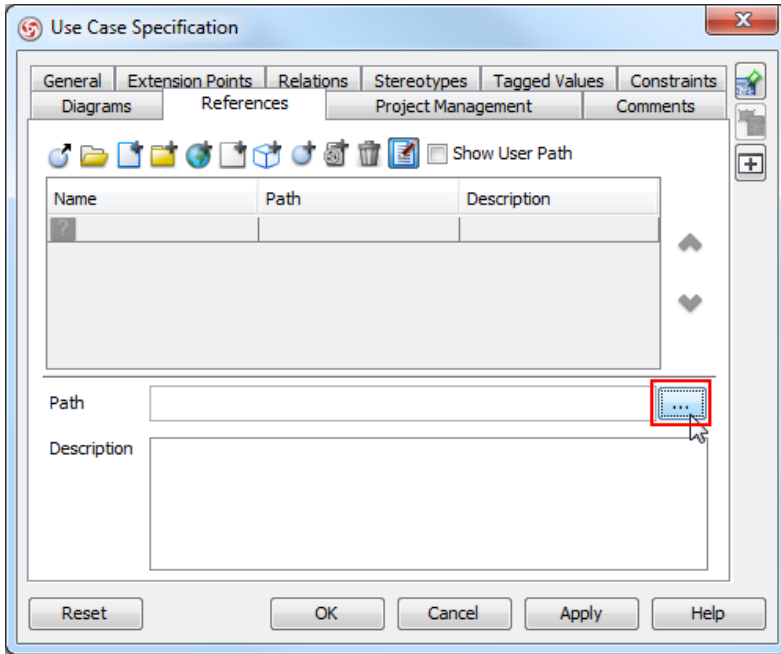 Use Case Specification
General Extension Points Relations Stereotypes Tagged Values Constraints
Diagrams References Project Management Comments
Show User Path
Name Path Description
?
Path ...
Description
Reset OK Cancel Apply Help